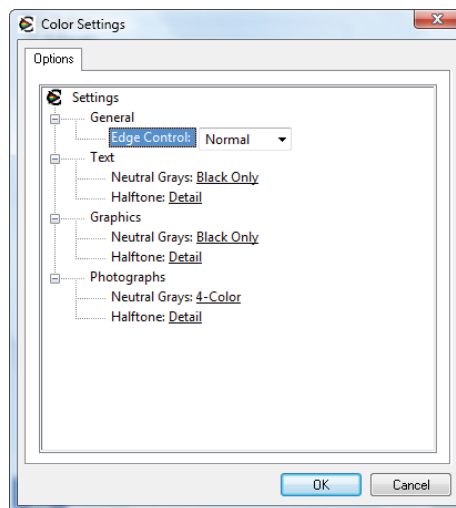 Color Settings
Options
Settings
General
Edge Control: Normal
Text
Neutral Grays: Black Only
Halftone: Detail
Graphics
Neutral Grays: Black Only
Halftone: Detail
Photographs
Neutral Grays: 4-Color
Halftone: Detail
OK Cancel